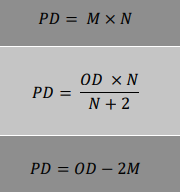 PD = M × N
PD = OD × N / N + 2
PD = OD − 2M